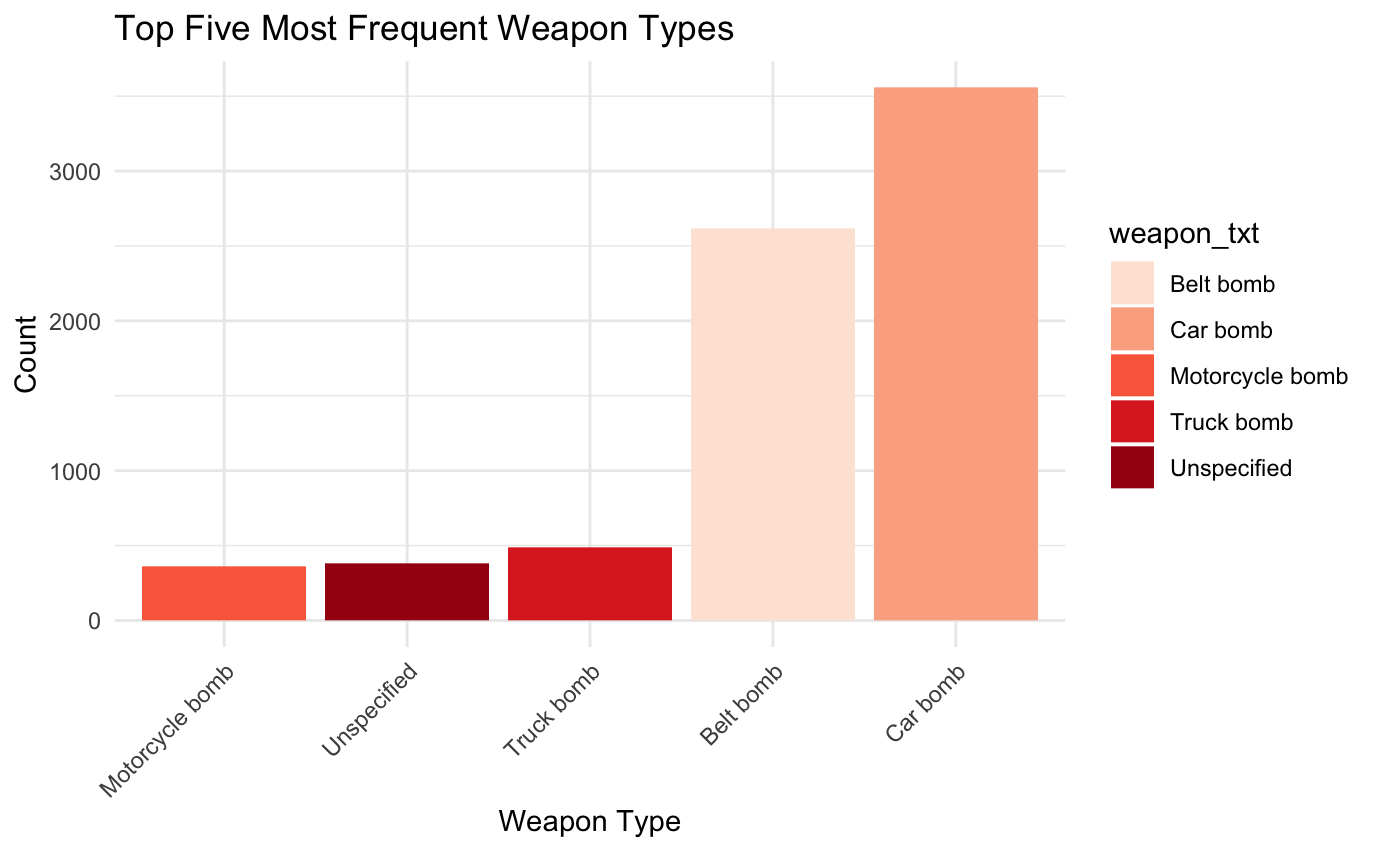 Top Five Most Frequent Weapon Types
Count
3000
2000
1000
0
Motorcycle bomb
Unspecified
Truck bomb
Belt bomb
Car bomb
Weapon Type
weapon_txt
Belt bomb
Car bomb
Motorcycle bomb
Truck bomb
Unspecified